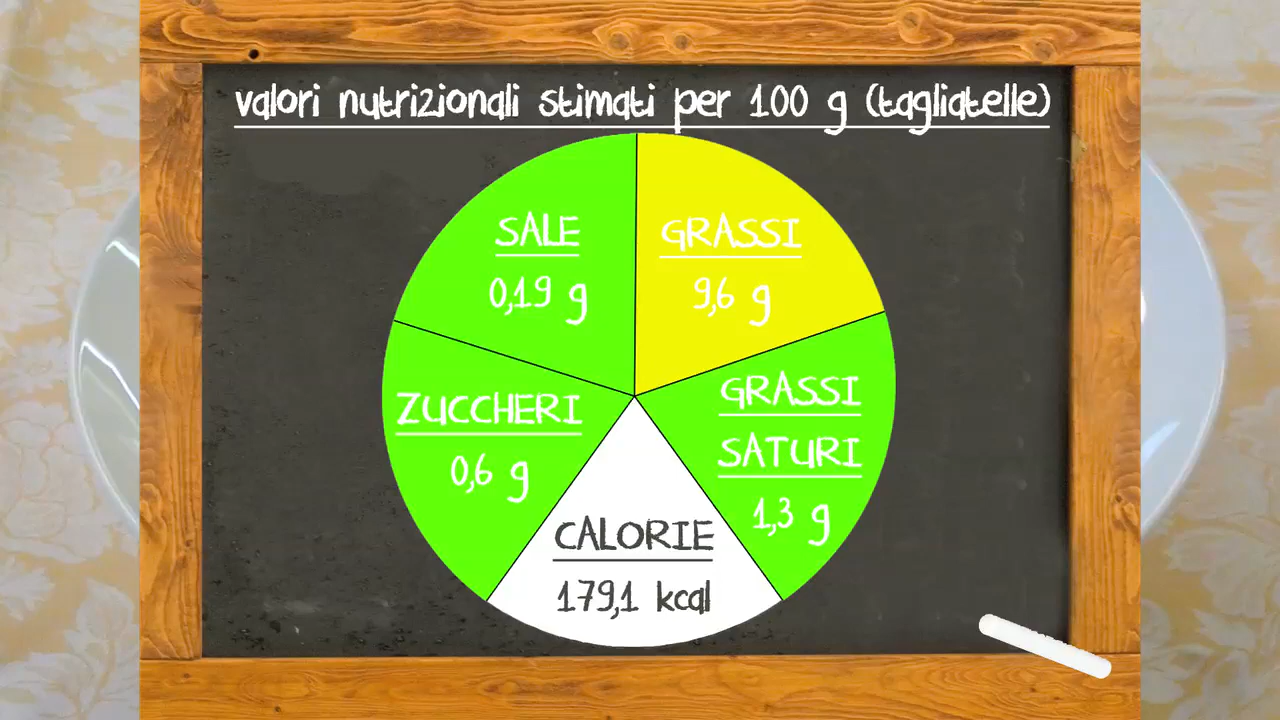 valori nutrizionali stimati per 100 g (tagliatelle)
SALE
0,19 g
GRASSI
9,6 g
GRASSI
SATURI
1,3 g
ZUCCHERI
0,6 g
CALORIE
179,1 kcal